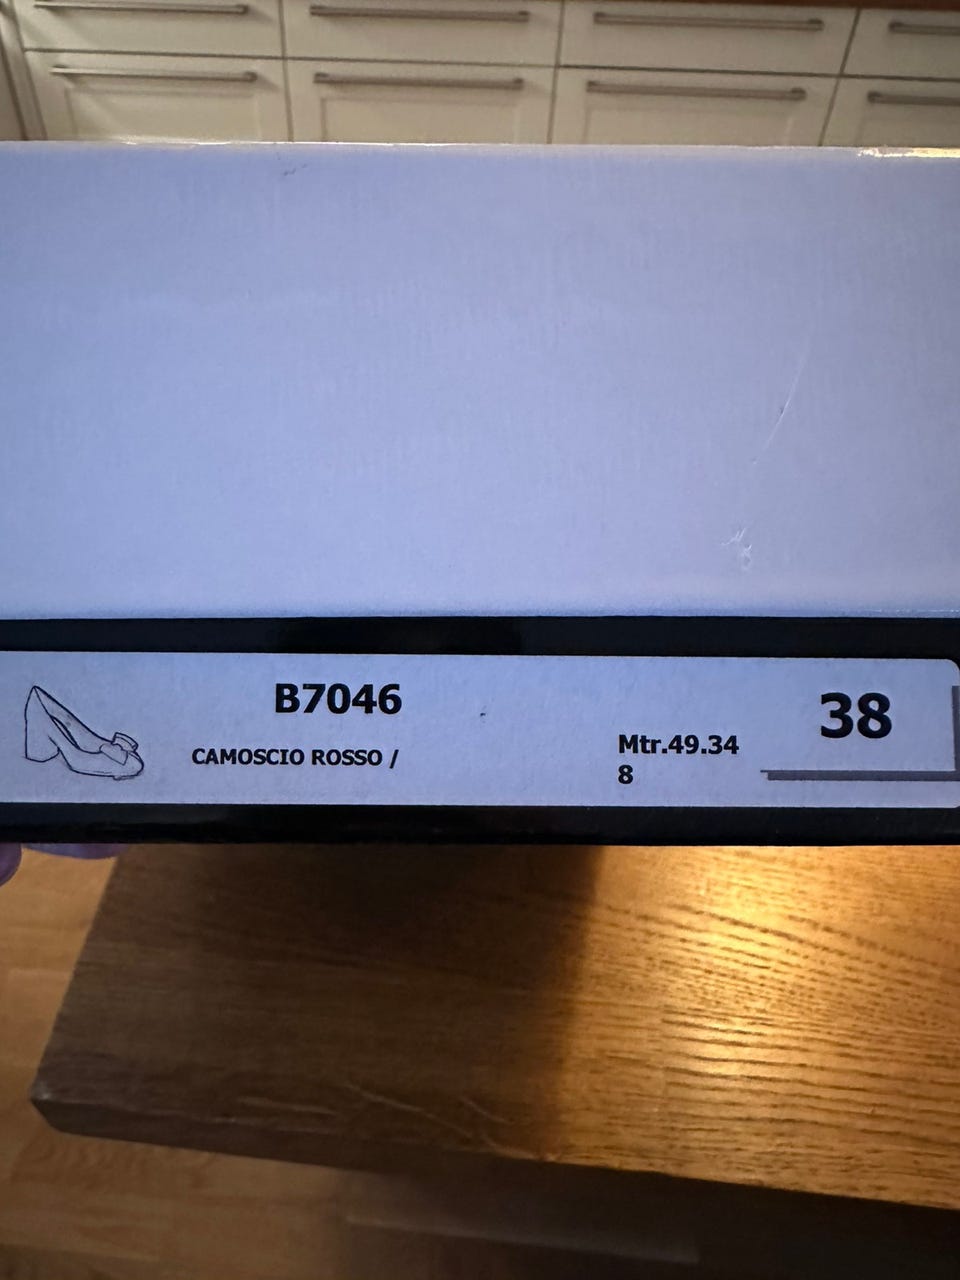 B7046
CAMOSCIO ROSSO /
Mtr.49.34
8
38